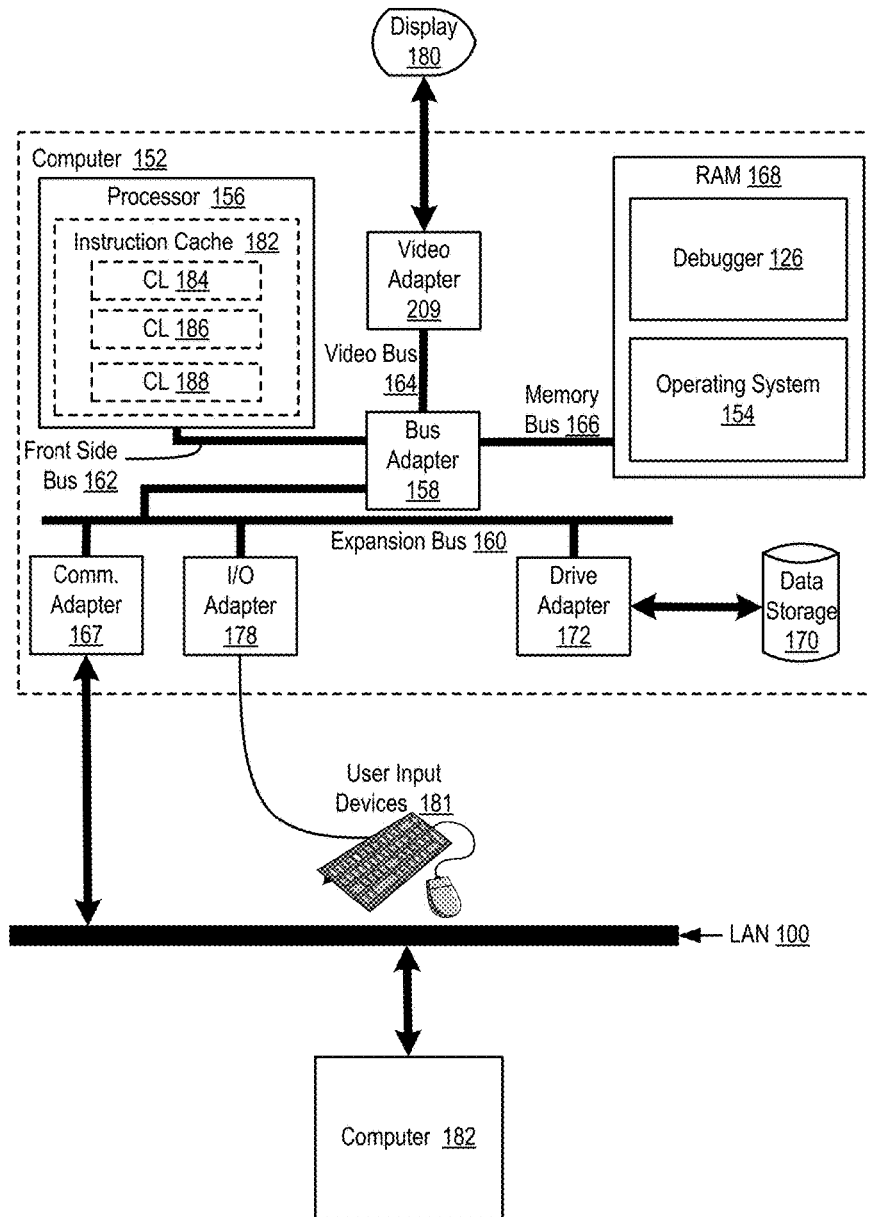 Display
180
Computer 152
Processor 156
Instruction Cache 182
CL 184
CL 186
CL 188
Video
Adapter
209
RAM 168
Debugger 126
Operating System
154
Video Bus
164
Memory
Bus 166
Front Side
Bus 162
Bus
Adapter
158
Expansion Bus 160
Comm.
Adapter
167
I/O
Adapter
178
Drive
Adapter
172
Data
Storage
170
User Input
Devices 181
LAN 100
Computer 182